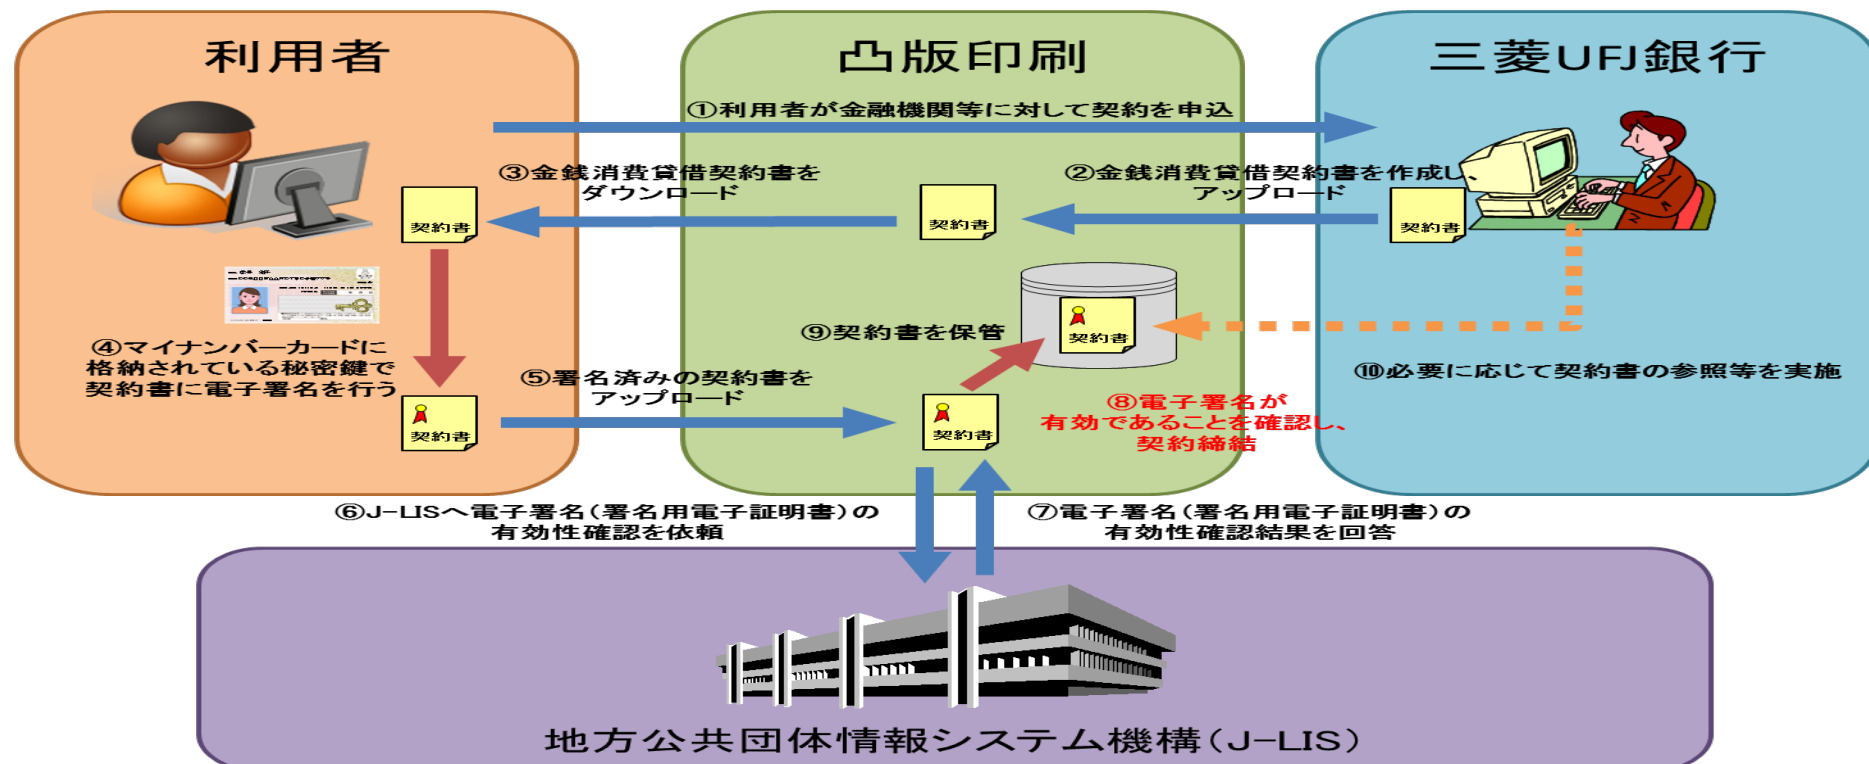 利用者
凸版印刷
三菱UFJ銀行
①利用者が金融機関等に対して契約を申込
③金銭消費貸借契約書を
ダウンロード
②金銭消費貸借契約書を作成し
アップロード
契約書
契約書
契約書
⑨契約書を保管
契約書
④マイナンバーカードに
格納されている秘密鍵で
契約書に電子署名を行う
⑤署名済みの契約書を
アップロード
⑩必要に応じて契約書の参照等を実施
⑧電子署名が
有効であることを確認し、
契約締結
契約書
契約書
⑥J-LISへ電子署名(署名用電子証明書)の
有効性確認を依頼
⑦電子署名(署名用電子証明書)の
有効性確認結果を回答
地方公共団体情報システム機構(J-LIS)